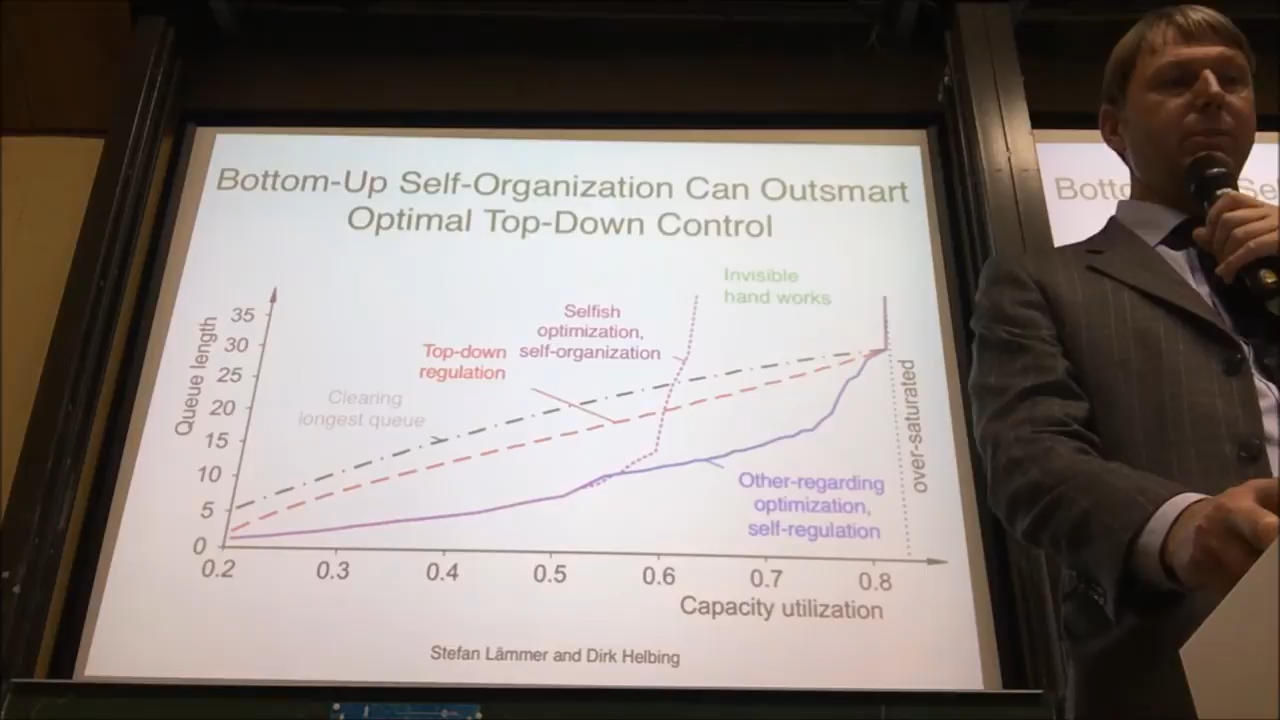 Bottom-Up Self-Organization Can Outsmart
Optimal Top-Down Control
Invisible
hand works
Selfish
optimization,
self-organization
Top-down
regulation
Clearing
longest queue
Other-regarding
optimization,
self-regulation
over-saturated
Queue length
35
30
25
20
15
10
5
0
0.2 0.3 0.4 0.5 0.6 0.7 0.8
Capacity utilization
Stefan Lämmer and Dirk Helbing
Botto
Se